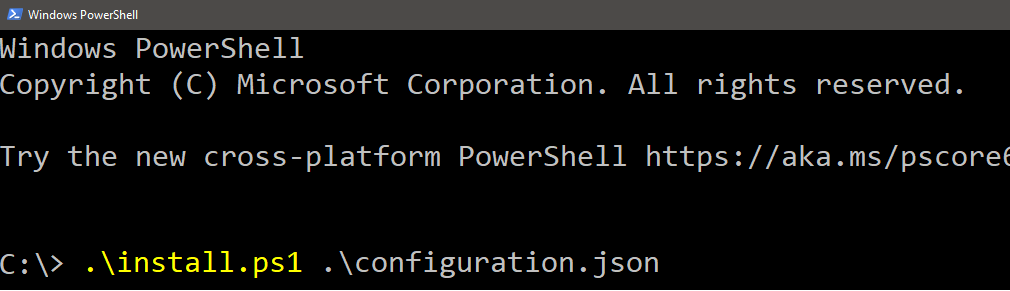 Windows PowerShell
Windows PowerShell
Copyright (C) Microsoft Corporation. All rights reserved.
Try the new cross-platform PowerShell https://aka.ms/pscore6
C:\> .\install.ps1 .\configuration.json